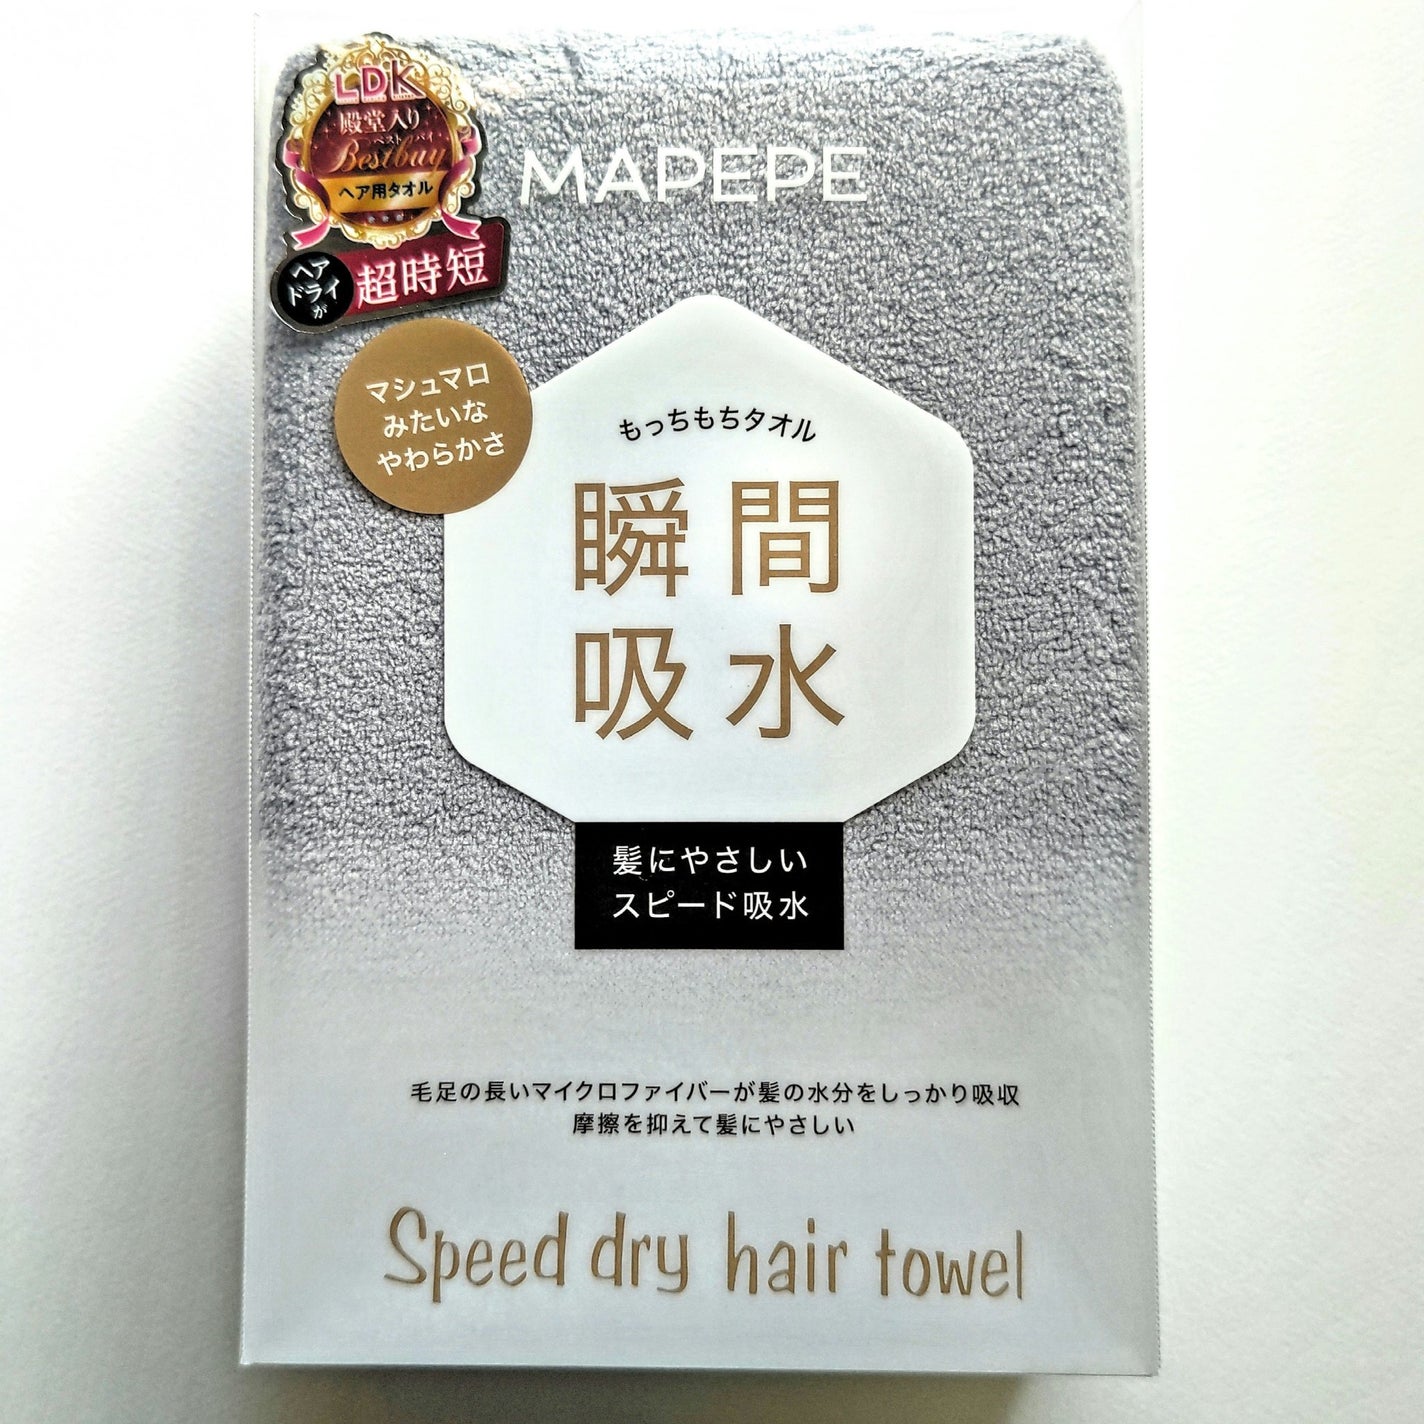 LDK
殿堂入り
ベストバイ
Bestbuy
ヘア用タオル
ヘア
ドライ
が
超時短
MAPEPE
マシュマロ
みたいな
やわらかさ
もっちもちタオル
瞬間
吸水
髪にやさしい
スピード吸水
毛足の長いマイクロファイバーが髪の水分をしっかり吸収
摩擦を抑えて髪にやさしい
Speed dry hair towel